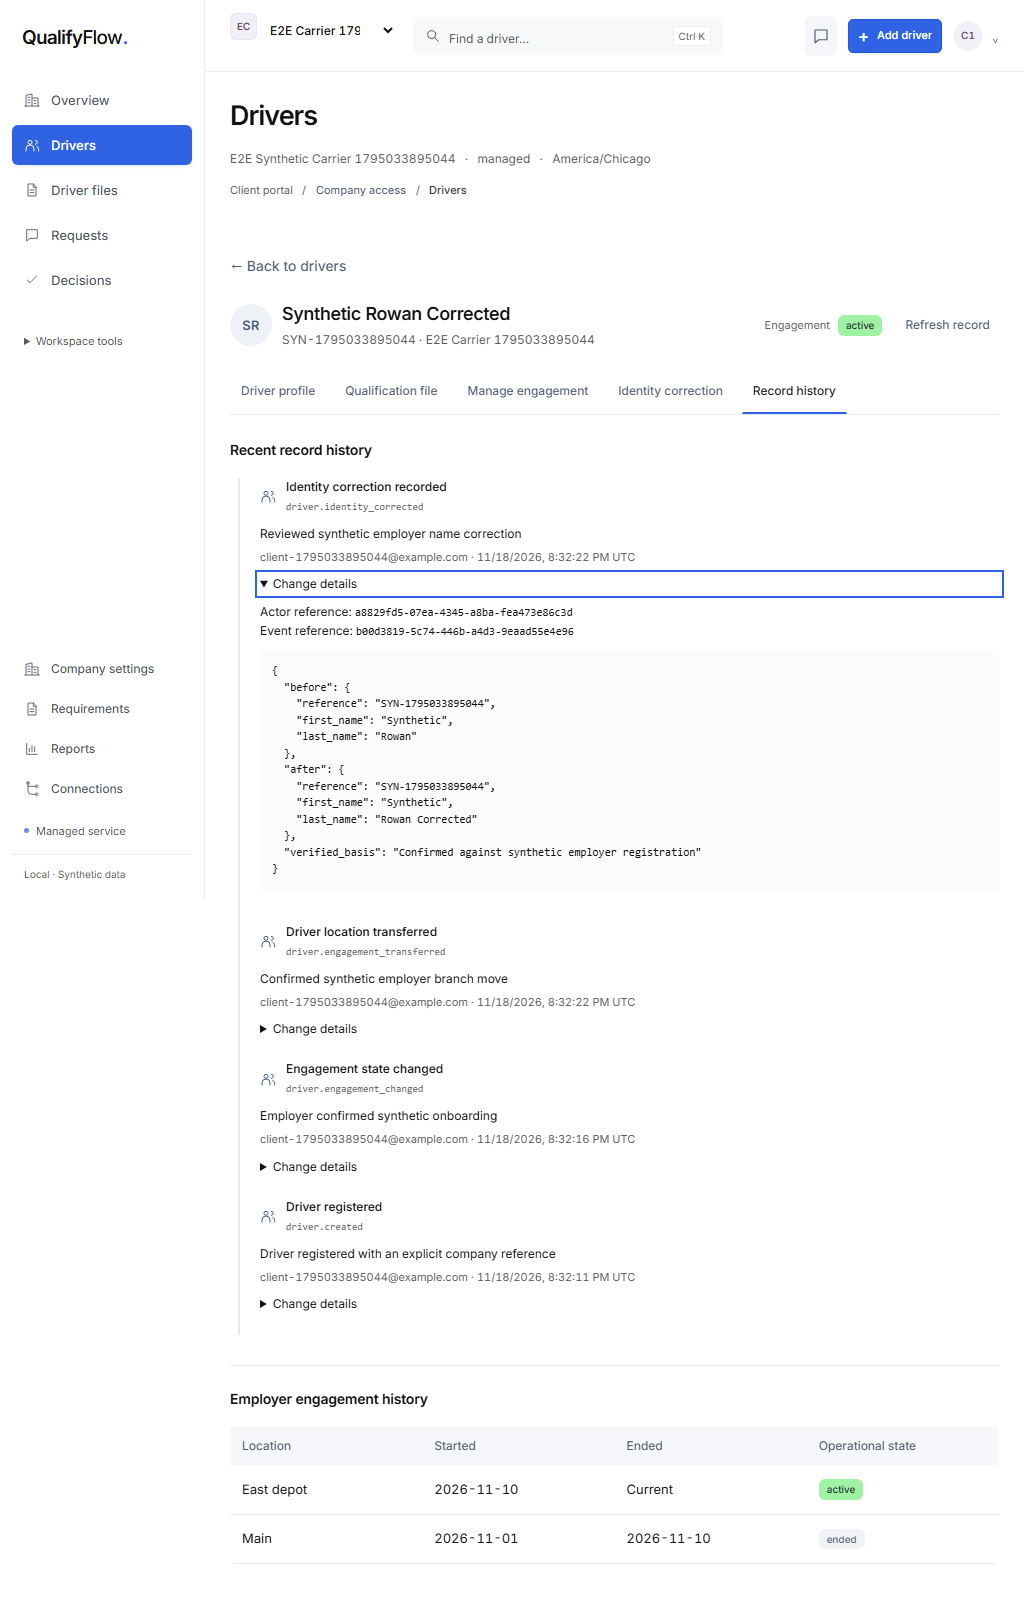 QualifyFlow.
EC
E2E Carrier 179
Find a driver...
Ctrl K
+ Add driver
C1
Overview
Drivers
Driver files
Requests
Decisions
Workspace tools
Company settings
Requirements
Reports
Connections
Managed service
Local · Synthetic data
Drivers
E2E Synthetic Carrier 1795033895044 · managed · America/Chicago
Client portal / Company access / Drivers
← Back to drivers
SR
Synthetic Rowan Corrected
SYN-1795033895044 · E2E Carrier 1795033895044
Engagement active
Refresh record
Driver profile
Qualification file
Manage engagement
Identity correction
Record history
Recent record history
Identity correction recorded
driver.identity_corrected
Reviewed synthetic employer name correction
client-1795033895044@example.com · 11/18/2026, 8:32:22 PM UTC
▼ Change details
Actor reference: a8829fd5-07ea-4345-a8ba-fea473e86c3d
Event reference: b00d3819-5c74-446b-a4d3-9eaad55e4e96
{
"before": {
"reference": "SYN-1795033895044",
"first_name": "Synthetic",
"last_name": "Rowan"
},
"after": {
"reference": "SYN-1795033895044",
"first_name": "Synthetic",
"last_name": "Rowan Corrected"
},
"verified_basis": "Confirmed against synthetic employer registration"
}
Driver location transferred
driver.engagement_transferred
Confirmed synthetic employer branch move
client-1795033895044@example.com · 11/18/2026, 8:32:22 PM UTC
▶ Change details
Engagement state changed
driver.engagement_changed
Employer confirmed synthetic onboarding
client-1795033895044@example.com · 11/18/2026, 8:32:16 PM UTC
▶ Change details
Driver registered
driver.created
Driver registered with an explicit company reference
client-1795033895044@example.com · 11/18/2026, 8:32:11 PM UTC
▶ Change details
Employer engagement history
Location Started Ended Operational state
East depot 2026-11-10 Current active
Main 2026-11-01 2026-11-10 ended